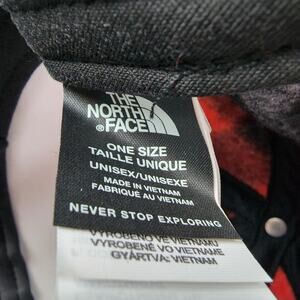 THE
NORTH
®FACE
ONE SIZE
TAILLE UNIQUE
UNISEX/UNISEXE
MADE IN VIETNAM
FABRIQUÉ AU VIETNAM
NEVER STOP EXPLORING
VYROBENO VE VIETNAMU
VYROBENÉ VO VIETNAME
GYÁRTVA: VIETNAM